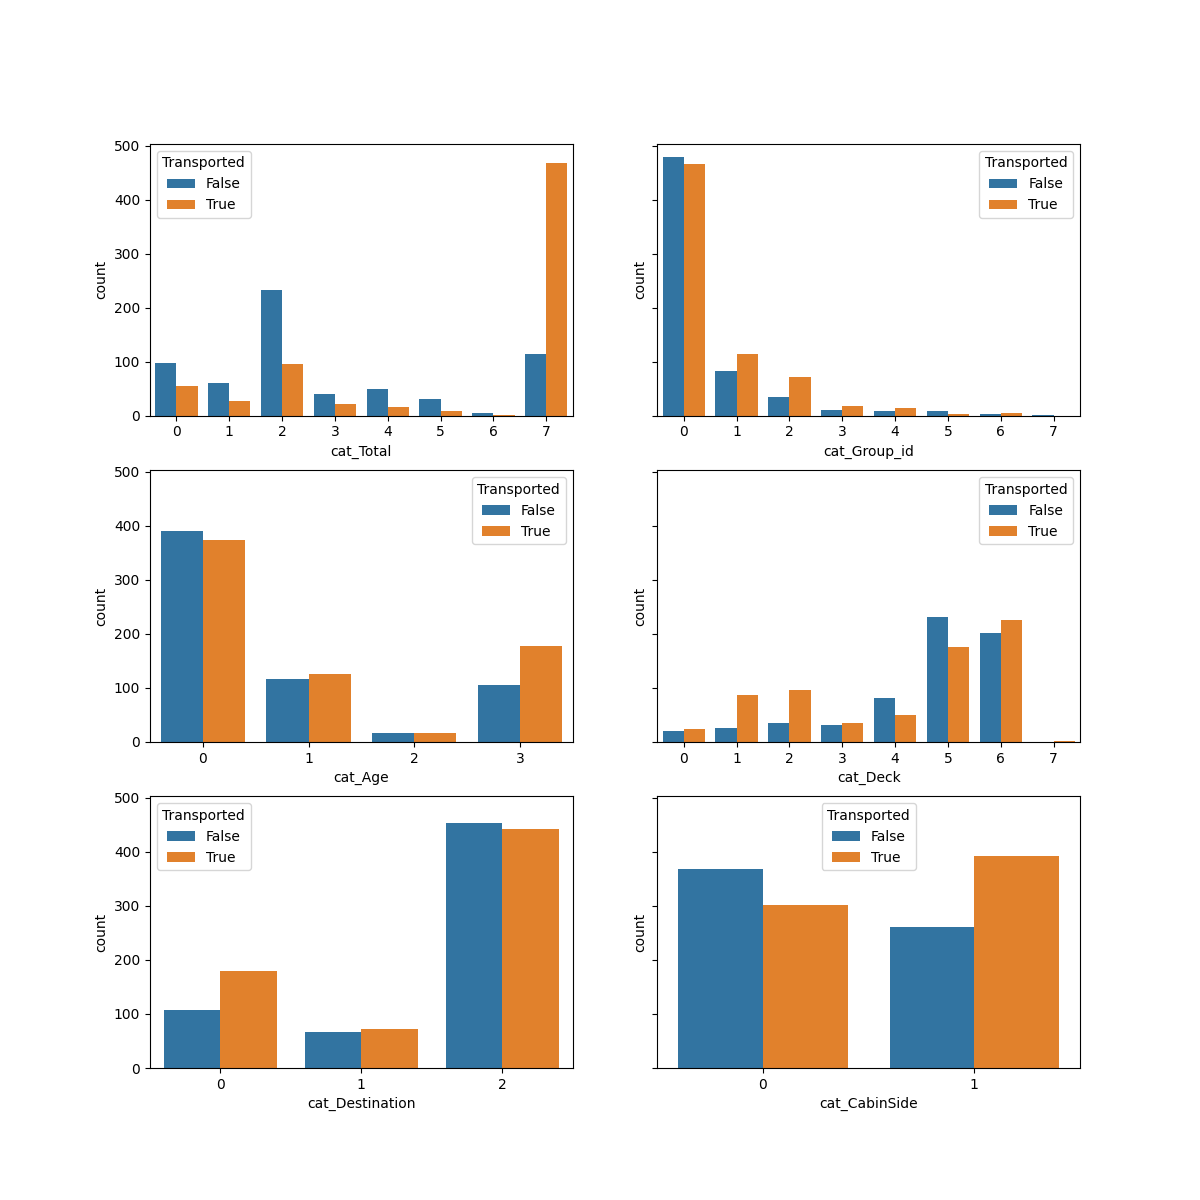 500
400
300
200
100
0
count
Transported
False
True
0 1 2 3 4 5 6 7
cat_Total
count
Transported
False
True
0 1 2 3 4 5 6 7
cat_Group_id
500
400
300
200
100
0
count
Transported
False
True
0 1 2 3
cat_Age
count
Transported
False
True
0 1 2 3 4 5 6 7
cat_Deck
500
400
300
200
100
0
count
Transported
False
True
0 1 2
cat_Destination
count
Transported
False
True
0 1
cat_CabinSide